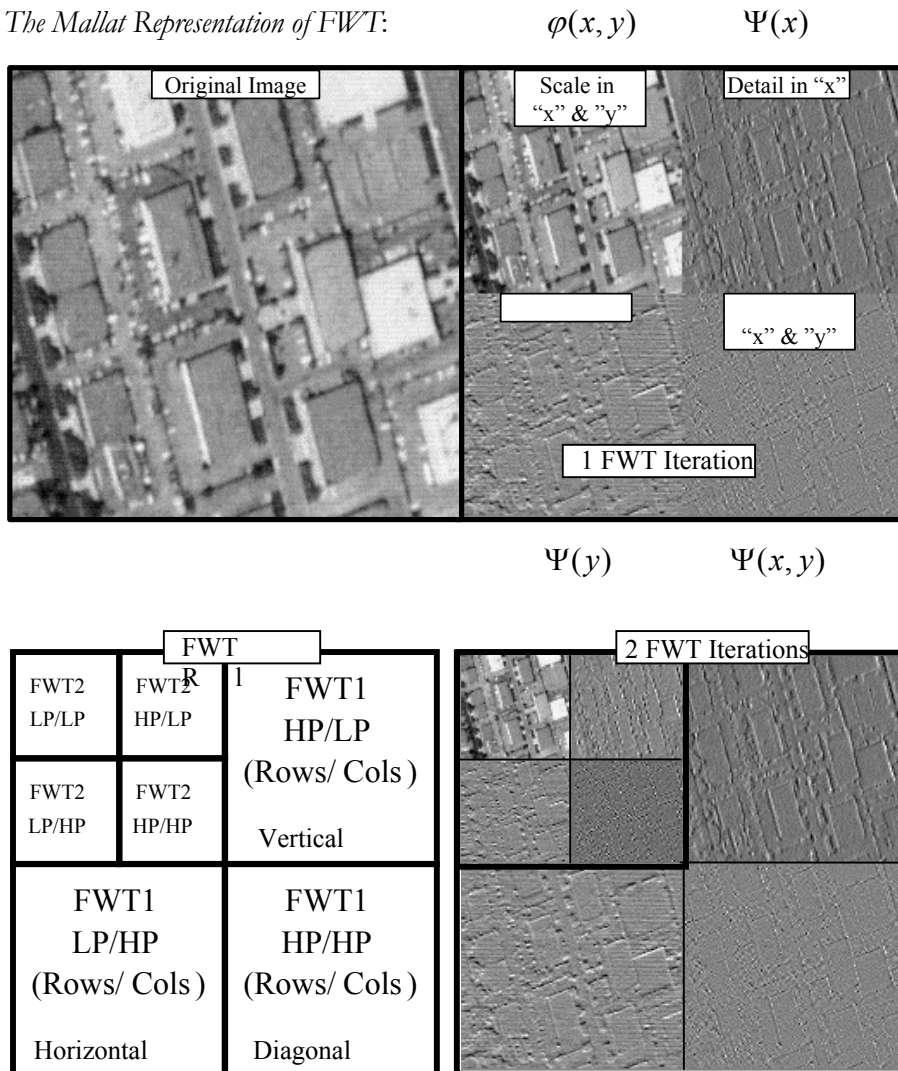 The Mallat Representation of FWT:
φ(x, y)
Ψ(x)
Original Image
Scale in
“x” & ”y”
Detail in “x”
“x” & ”y”
1 FWT Iteration
Ψ(y)
Ψ(x, y)
FWT
R l
2 FWT Iterations
FWT2
LP/LP
FWT2
HP/LP
FWT1
HP/LP
(Rows/ Cols )
Vertical
FWT2
LP/HP
FWT2
HP/HP
FWT1
LP/HP
(Rows/ Cols )
Horizontal
FWT1
HP/HP
(Rows/ Cols )
Diagonal